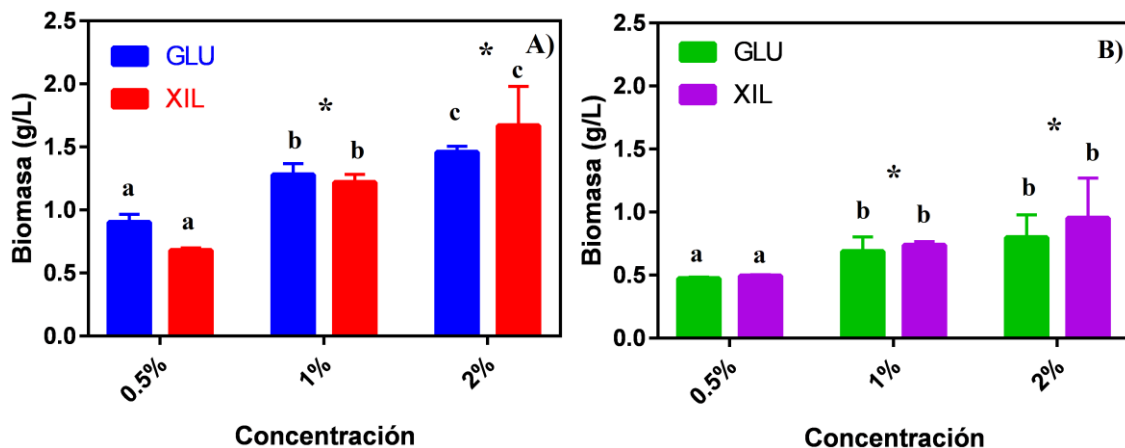 A)
GLU
XIL
Biomasa (g/L)
2.5
2.0
1.5
1.0
0.5
0.0
a
a
b
*
b
c
*
c
0.5%
1%
2%
Concentración
B)
GLU
XIL
Biomasa (g/L)
2.5
2.0
1.5
1.0
0.5
0.0
a
a
b
*
b
b
*
b
0.5%
1%
2%
Concentración